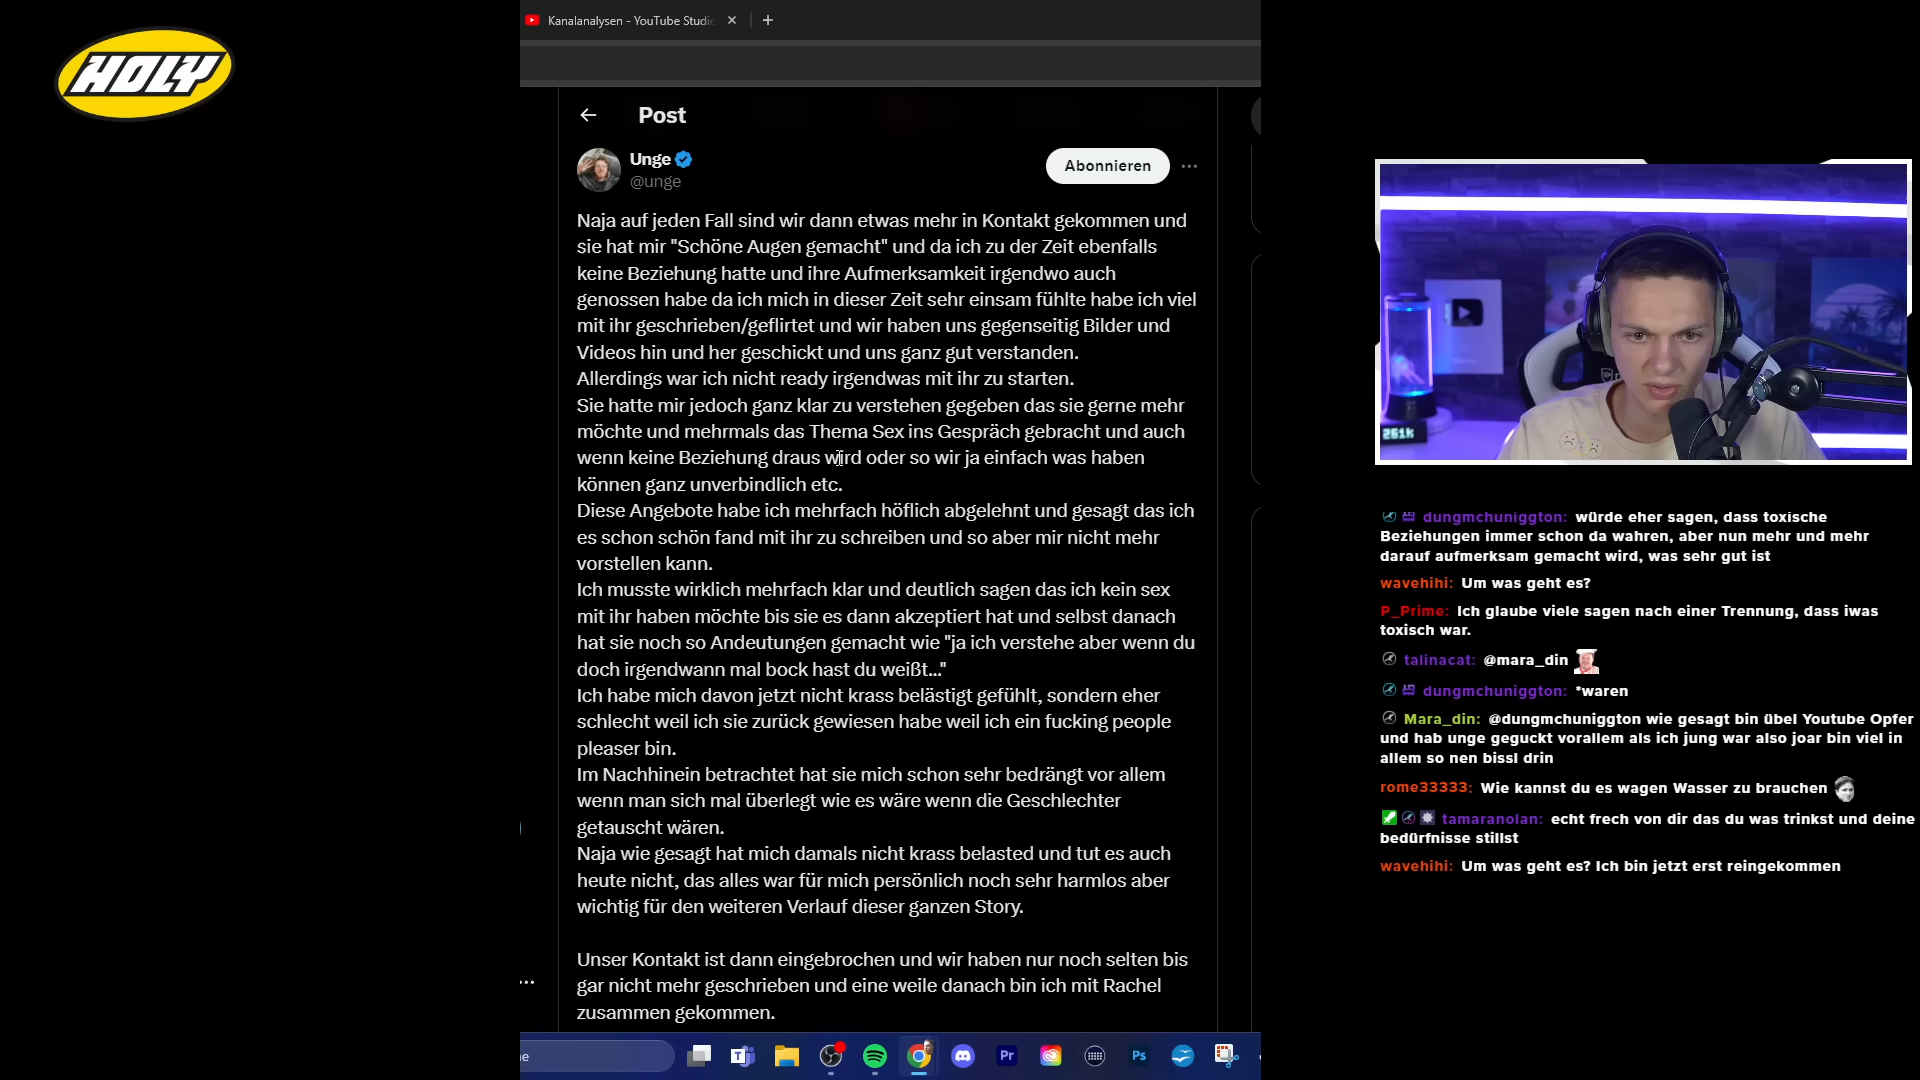 Kanalanalysen - YouTube Studio
HOLY
Post
Unge
@unge
Abonnieren
Naja auf jeden Fall sind wir dann etwas mehr in Kontakt gekommen und
sie hat mir "Schöne Augen gemacht" und da ich zu der Zeit ebenfalls
keine Beziehung hatte und ihre Aufmerksamkeit irgendwo auch
genossen habe da ich mich in dieser Zeit sehr einsam fühlte habe ich viel
mit ihr geschrieben/geflirtet und wir haben uns gegenseitig Bilder und
Videos hin und her geschickt und uns ganz gut verstanden.
Allerdings war ich nicht ready irgendwas mit ihr zu starten.
Sie hatte mir jedoch ganz klar zu verstehen gegeben das sie gerne mehr
möchte und mehrmals das Thema Sex ins Gespräch gebracht und auch
wenn keine Beziehung draus wird oder so wir ja einfach was haben
können ganz unverbindlich etc.
Diese Angebote habe ich mehrfach höflich abgelehnt und gesagt das ich
es schon schön fand mit ihr zu schreiben und so aber mir nicht mehr
vorstellen kann.
Ich musste wirklich mehrfach klar und deutlich sagen das ich kein sex
mit ihr haben möchte bis sie es dann akzeptiert hat und selbst danach
hat sie noch so Andeutungen gemacht wie "ja ich verstehe aber wenn du
doch irgendwann mal bock hast du weißt..."
Ich habe mich davon jetzt nicht krass belästigt gefühlt, sondern eher
schlecht weil ich sie zurück gewiesen habe weil ich ein fucking people
pleaser bin.
Im Nachhinein betrachtet hat sie mich schon sehr bedrängt vor allem
wenn man sich mal überlegt wie es wäre wenn die Geschlechter
getauscht wären.
Naja wie gesagt hat mich damals nicht krass belasted und tut es auch
heute nicht, das alles war für mich persönlich noch sehr harmlos aber
wichtig für den weiteren Verlauf dieser ganzen Story.
Unser Kontakt ist dann eingebrochen und wir haben nur noch selten bis
gar nicht mehr geschrieben und eine weile danach bin ich mit Rachel
zusammen gekommen.
261k
dungmchuniggton: würde eher sagen, dass toxische
Beziehungen immer schon da wahren, aber nun mehr und mehr
darauf aufmerksam gemacht wird, was sehr gut ist
wavehihi: Um was geht es?
P_Prime: Ich glaube viele sagen nach einer Trennung, dass iwas
toxisch war.
talinacat: @mara_din
dungmchuniggton: *waren
Mara_din: @dungmchuniggton wie gesagt bin übel Youtube Opfer
und hab unge geguckt vorallem als ich jung war also joar bin viel in
allem so nen bissl drin
rome33333: Wie kannst du es wagen Wasser zu brauchen
tamaranolan: echt frech von dir das du was trinkst und deine
bedürfnisse stillst
wavehihi: Um was geht es? Ich bin jetzt erst reingekommen
Pr
Ps